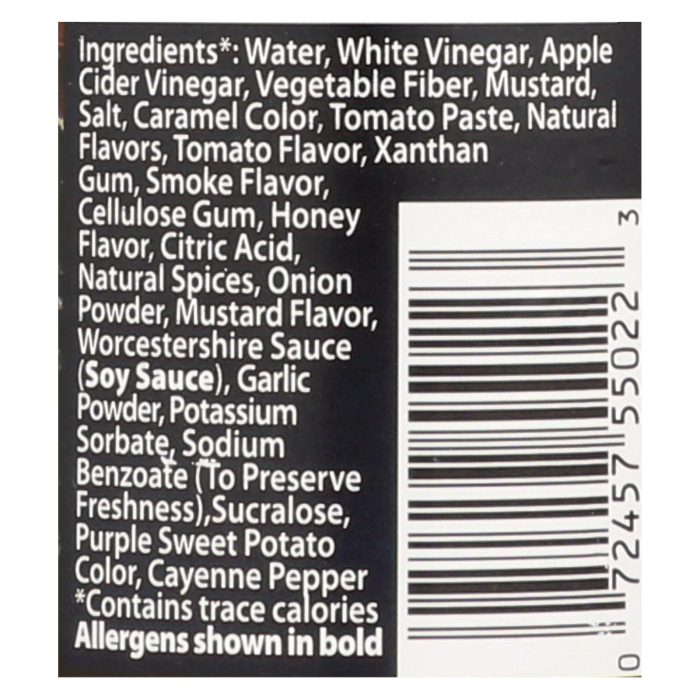 Ingredients*: Water, White Vinegar, Apple
Cider Vinegar, Vegetable Fiber, Mustard,
Salt, Caramel Color, Tomato Paste, Natural
Flavors, Tomato Flavor, Xanthan
Gum, Smoke Flavor,
Cellulose Gum, Honey
Flavor, Citric Acid,
Natural Spices, Onion
Powder, Mustard Flavor,
Worcestershire Sauce
(Soy Sauce), Garlic
Powder, Potassium
Sorbate, Sodium
Benzoate (To Preserve
Freshness),Sucralose,
Purple Sweet Potato
Color, Cayenne Pepper
*Contains trace calories
Allergens shown in bold
0 72457 55022 3